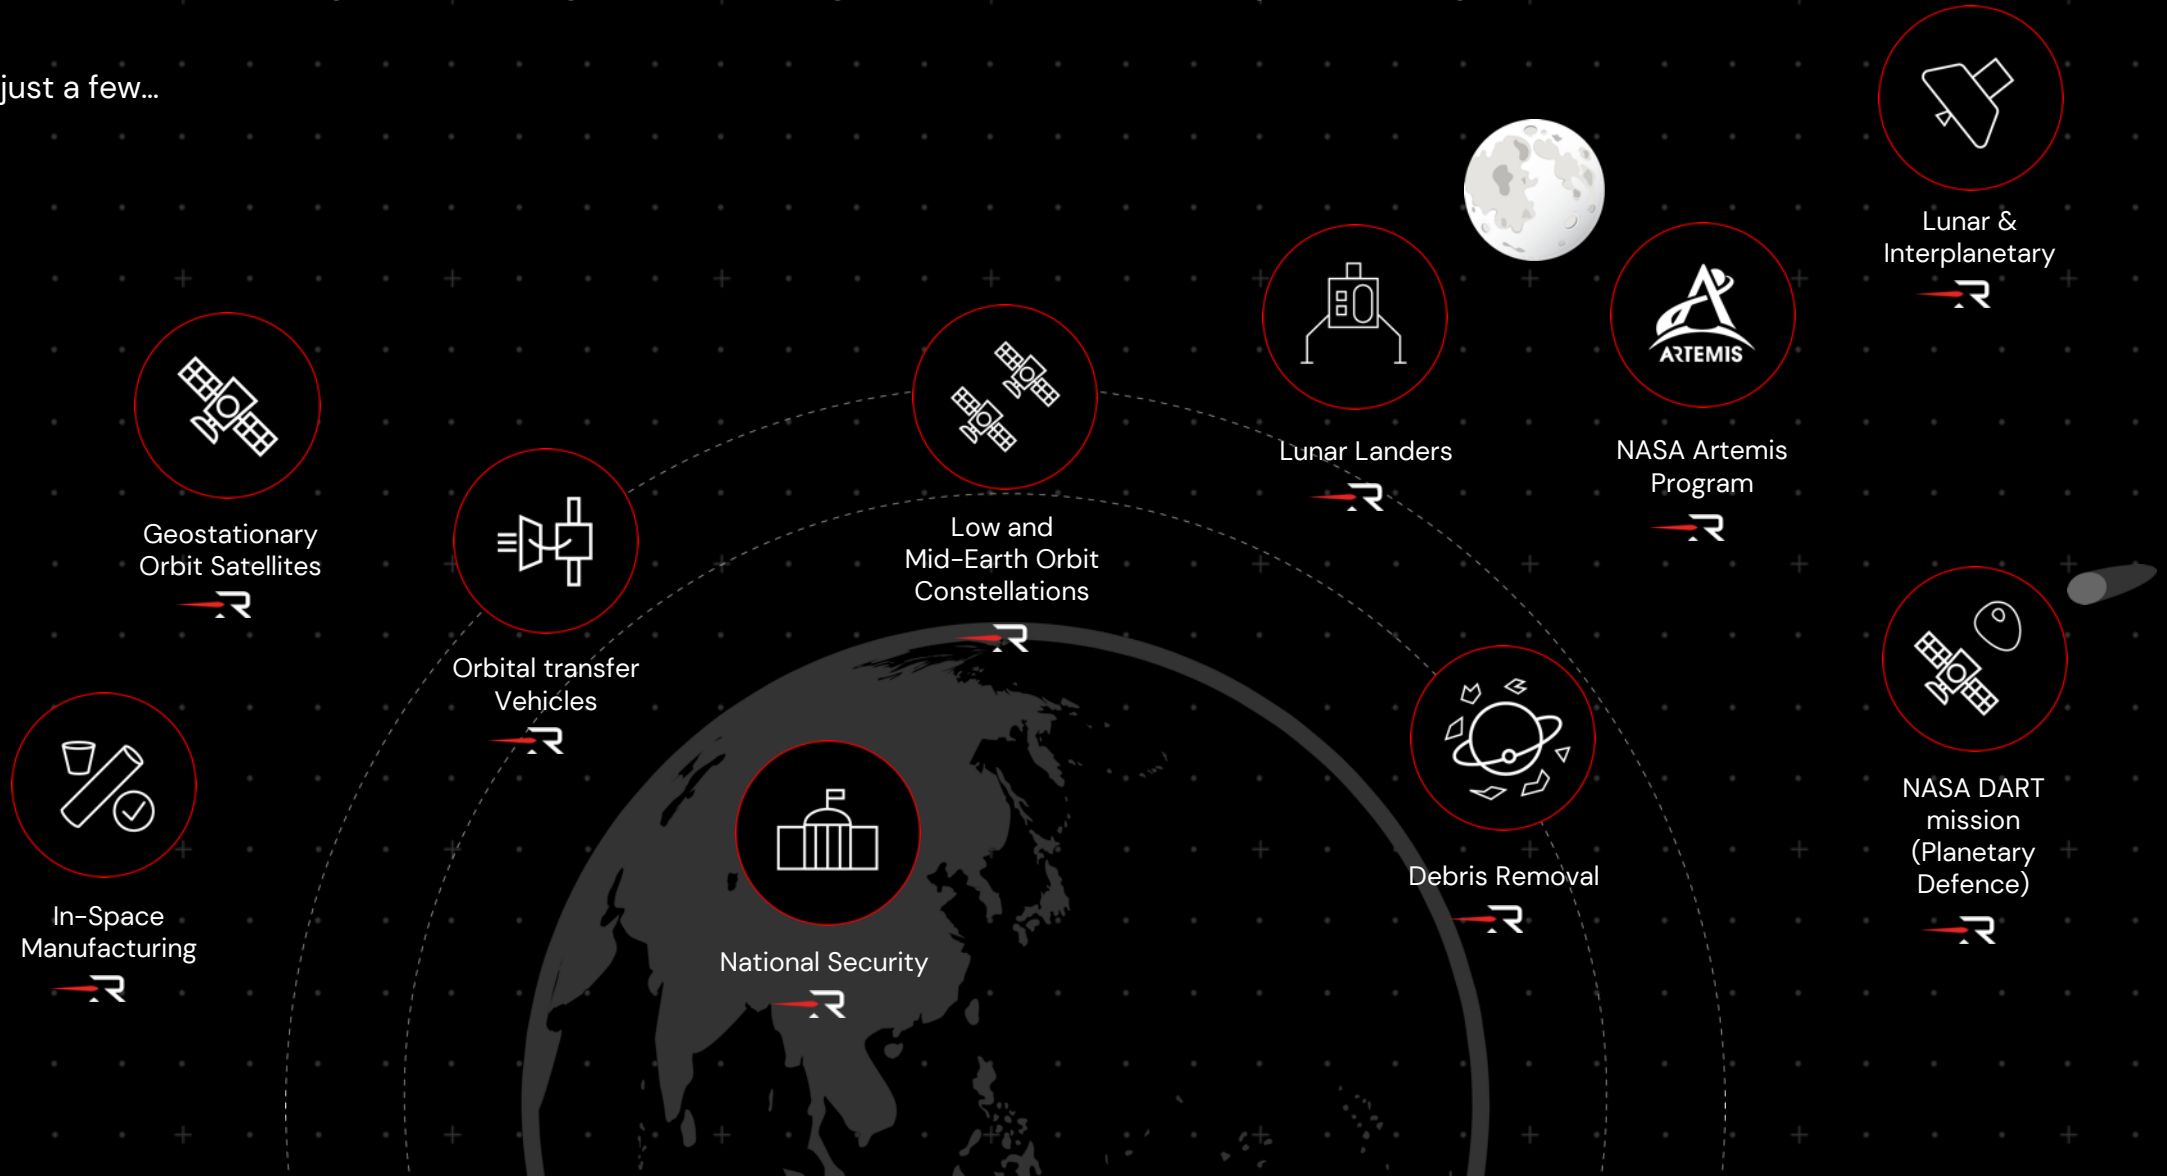 just a few...
Lunar &
Interplanetary
ARTEMIS
Lunar Landers
NASA Artemis
Program
Geostationary
Orbit Satellites
Low and
Mid-Earth Orbit
Constellations
Orbital transfer
Vehicles
NASA DART
mission
(Planetary
Defence)
Debris Removal
In-Space
Manufacturing
National Security